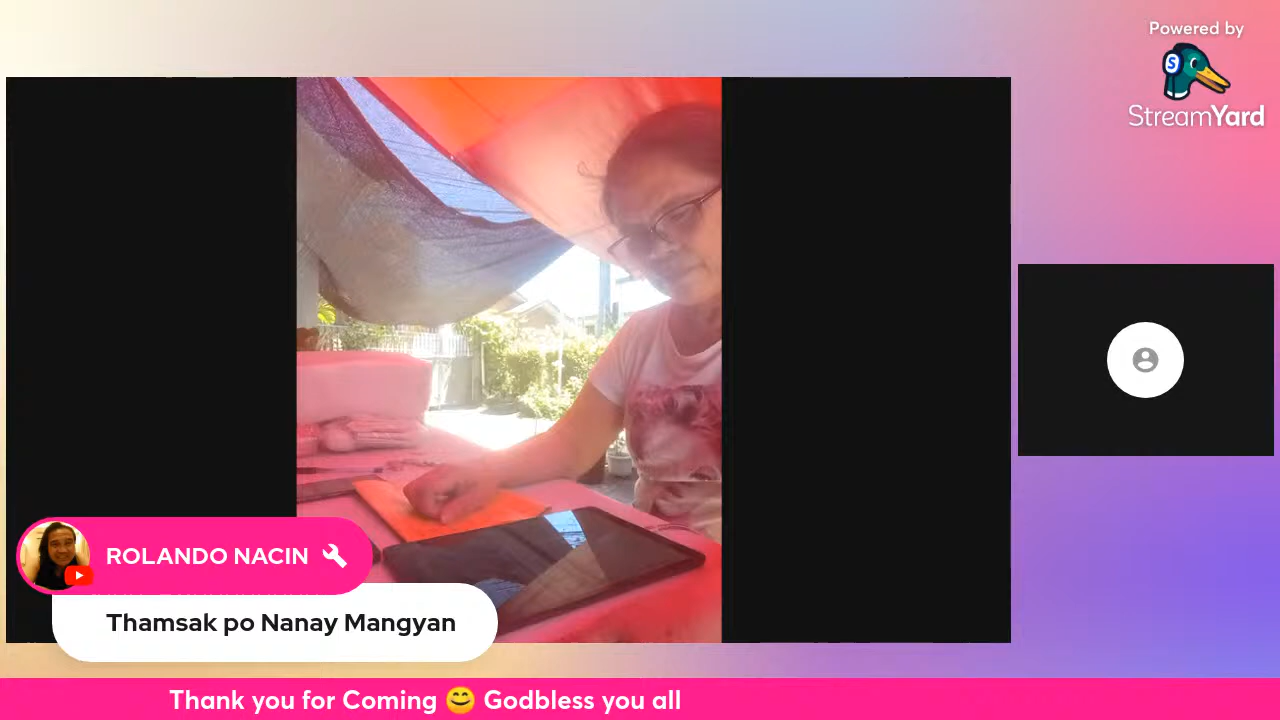 Powered by
S
StreamYard
ROLANDO NACIN
Thamsak po Nanay Mangyan
Thank you for Coming 😊 Godbless you all